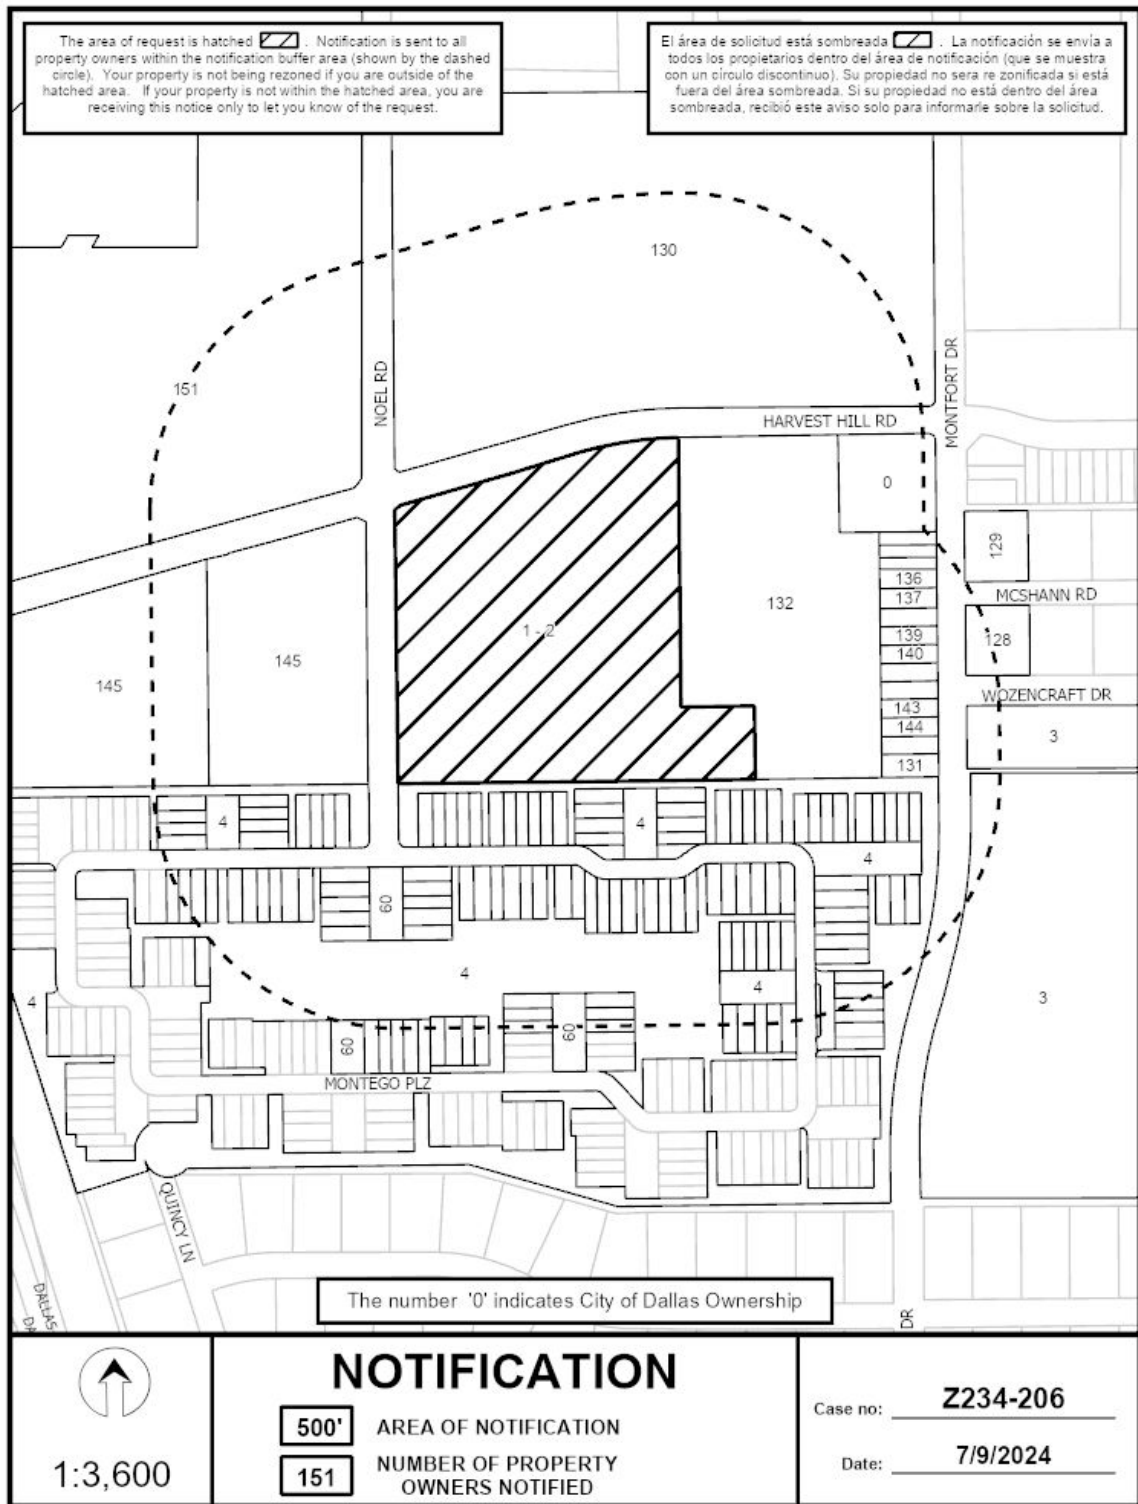 The area of request is hatched . Notification is sent to all
property owners within the notification buffer area (shown by the dashed
circle). Your property is not being rezoned if you are outside of the
hatched area. If your property is not within the hatched area, you are
receiving this notice only to let you know of the request.
El área de solicitud está sombreada . La notificación se envía a
todos los propietarios dentro del área de notificación (que se muestra
con un círculo discontinuo). Su propiedad no sera re zonificada si está
fuera del área sombreada. Si su propiedad no está dentro del área
sombreada, recibió este aviso solo para informarle sobre la solicitud.
130
151
NOEL RD
MONTFORT DR
HARVEST HILL RD
0
129
136
137
MCSHANN RD
132
1 - 2
139
128
140
145
145
WOZENCRAFT DR
143
144
3
131
4
4
4
60
4
4
4
3
60
60
MONTEGO PLZ
QUINCY LN
DALLAS
DA
The number '0' indicates City of Dallas Ownership
DR
NOTIFICATION
500' AREA OF NOTIFICATION
151 NUMBER OF PROPERTY
OWNERS NOTIFIED
1:3,600
Case no: Z234-206
Date: 7/9/2024